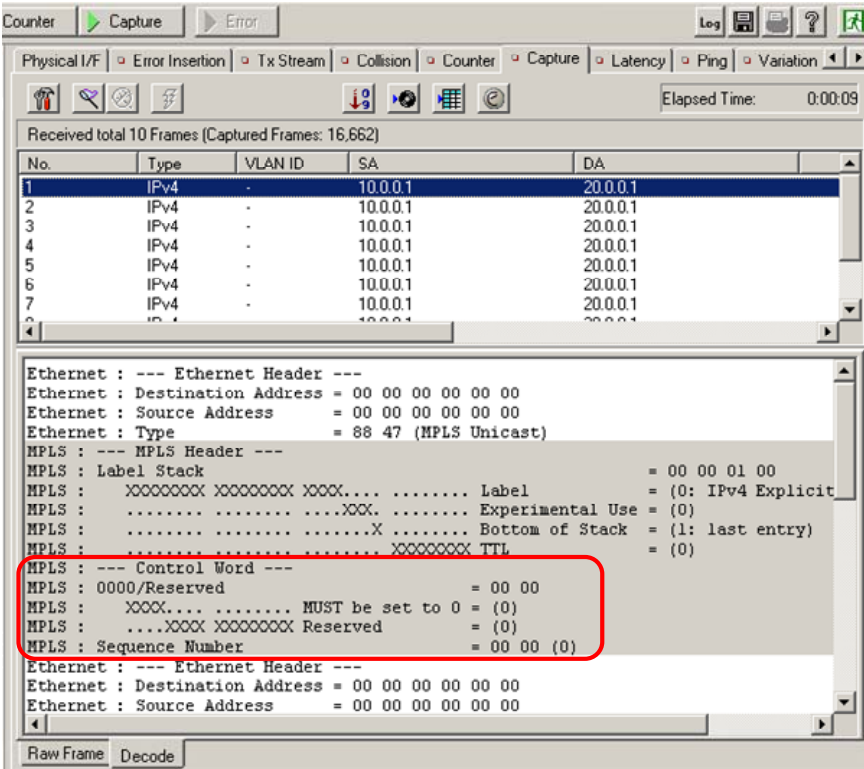 Counter Capture Error Log
Physical I/F Error Insertion Tx Stream Collision Counter Capture Latency Ping Variation
Elapsed Time: 0:00:09
Received total 10 Frames (Captured Frames: 16,662)
No. Type VLAN ID SA DA
1 IPv4 - 10.0.0.1 20.0.0.1
2 IPv4 - 10.0.0.1 20.0.0.1
3 IPv4 - 10.0.0.1 20.0.0.1
4 IPv4 - 10.0.0.1 20.0.0.1
5 IPv4 - 10.0.0.1 20.0.0.1
6 IPv4 - 10.0.0.1 20.0.0.1
7 IPv4 - 10.0.0.1 20.0.0.1
Ethernet : --- Ethernet Header ---
Ethernet : Destination Address = 00 00 00 00 00 00
Ethernet : Source Address = 00 00 00 00 00 00
Ethernet : Type = 88 47 (MPLS Unicast)
MPLS : --- MPLS Header ---
MPLS : Label Stack = 00 00 01 00
MPLS : XXXXXXXX XXXXXXXX XXXX.... ........ Label = (0: IPv4 Explicit
MPLS : ........ ........ ....XXX. ........ Experimental Use = (0)
MPLS : ........ ........ .......X ........ Bottom of Stack = (1: last entry)
MPLS : ........ ........ ........ XXXXXXXX TTL = (0)
MPLS : --- Control Word ---
MPLS : 0000/Reserved = 00 00
MPLS : XXXX.... ........ MUST be set to 0 = (0)
MPLS : ....XXXX XXXXXXXX Reserved = (0)
MPLS : Sequence Number = 00 00 (0)
Ethernet : --- Ethernet Header ---
Ethernet : Destination Address = 00 00 00 00 00 00
Ethernet : Source Address = 00 00 00 00 00 00
Raw Frame Decode